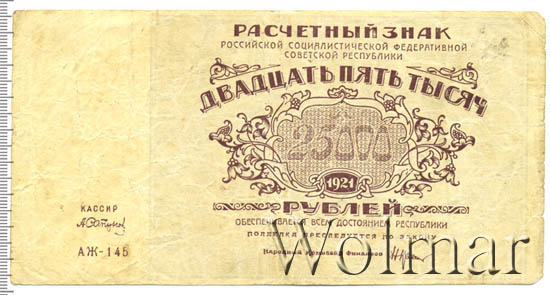 РАСЧЕТНЫЙ ЗНАК
РОССИЙСКОЙ СОЦИАЛИСТИЧЕСКОЙ ФЕДЕРАТИВНОЙ
СОВЕТСКОЙ РЕСПУБЛИКИ
ДВАДЦАТЬ ПЯТЬ ТЫСЯЧ
25000
1921
РУБЛЕЙ
ОБЕСПЕЧИВАЕТСЯ ВСЕМ ДОСТОЯНИЕМ РЕСПУБЛИКИ
ПОДДЕЛКА ПРЕСЛЕДУЕТСЯ ПО ЗАКОНУ
Народный Комиссар Финансов
КАССИР
АЖ-145
Wolmar